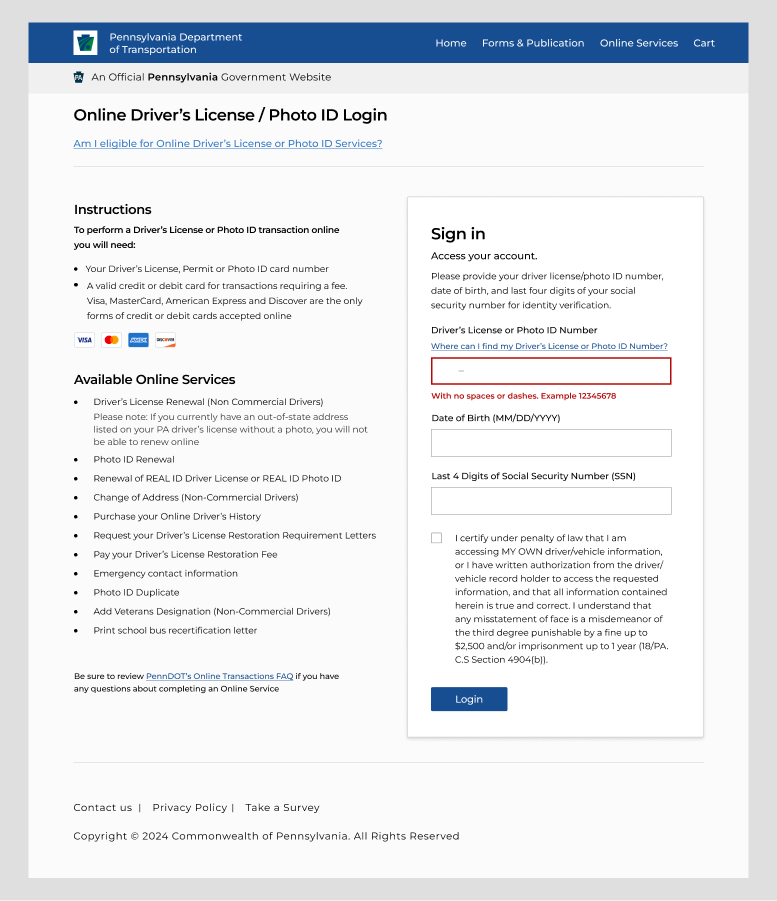 Pennsylvania Department
of Transportation
Home Forms & Publication Online Services Cart
PA An Official Pennsylvania Government Website
Online Driver’s License / Photo ID Login
Am I eligible for Online Driver’s License or Photo ID Services?
Instructions
To perform a Driver’s License or Photo ID transaction online
you will need:
• Your Driver’s License, Permit or Photo ID card number
• A valid credit or debit card for transactions requiring a fee.
Visa, MasterCard, American Express and Discover are the only
forms of credit or debit cards accepted online
VISA DISCOVER
Available Online Services
• Driver’s License Renewal (Non Commercial Drivers)
Please note: If you currently have an out-of-state address
listed on your PA driver’s license without a photo, you will not
be able to renew online
• Photo ID Renewal
• Renewal of REAL ID Driver License or REAL ID Photo ID
• Change of Address (Non-Commercial Drivers)
• Purchase your Online Driver’s History
• Request your Driver’s License Restoration Requirement Letters
• Pay your Driver’s License Restoration Fee
• Emergency contact information
• Photo ID Duplicate
• Add Veterans Designation (Non-Commercial Drivers)
• Print school bus recertification letter
Be sure to review PennDOT’s Online Transactions FAQ if you have
any questions about completing an Online Service
Sign in
Access your account.
Please provide your driver license/photo ID number,
date of birth, and last four digits of your social
security number for identity verification.
Driver’s License or Photo ID Number
Where can I find my Driver’s License or Photo ID Number?
–
With no spaces or dashes. Example 12345678
Date of Birth (MM/DD/YYYY)
Last 4 Digits of Social Security Number (SSN)
I certify under penalty of law that I am
accessing MY OWN driver/vehicle information,
or I have written authorization from the driver/
vehicle record holder to access the requested
information, and that all information contained
herein is true and correct. I understand that
any misstatement of face is a misdemeanor of
the third degree punishable by a fine up to
$2,500 and/or imprisonment up to 1 year (18/PA.
C.S Section 4904(b)).
Login
Contact us | Privacy Policy | Take a Survey
Copyright © 2024 Commonwealth of Pennsylvania. All Rights Reserved